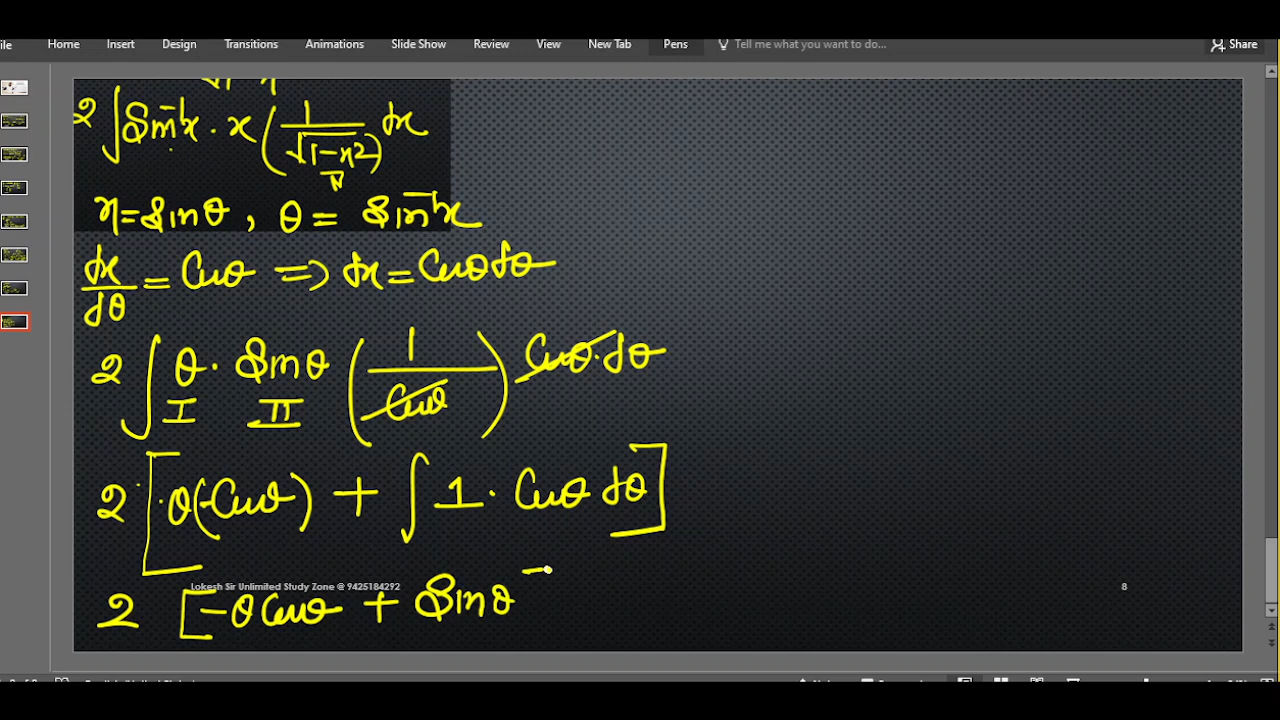 File Home Insert Design Transitions Animations Slide Show Review View New Tab Pens Tell me what you want to do... Share
2 ∫ Sin⁻¹x · x ( 1/√(1-x²) ) dx
x = Sin θ , θ = Sin⁻¹x
dx/dθ = Cosθ => dx = Cosθ dθ
2 ∫ θ · Sinθ ( 1/Cosθ ) Cosθ · dθ
I II
2 [ θ(-Cosθ) + ∫ 1 · Cosθ dθ ]
Lokesh Sir Unlimited Study Zone @ 9425184292 8
2 [ -θ Cosθ + Sinθ